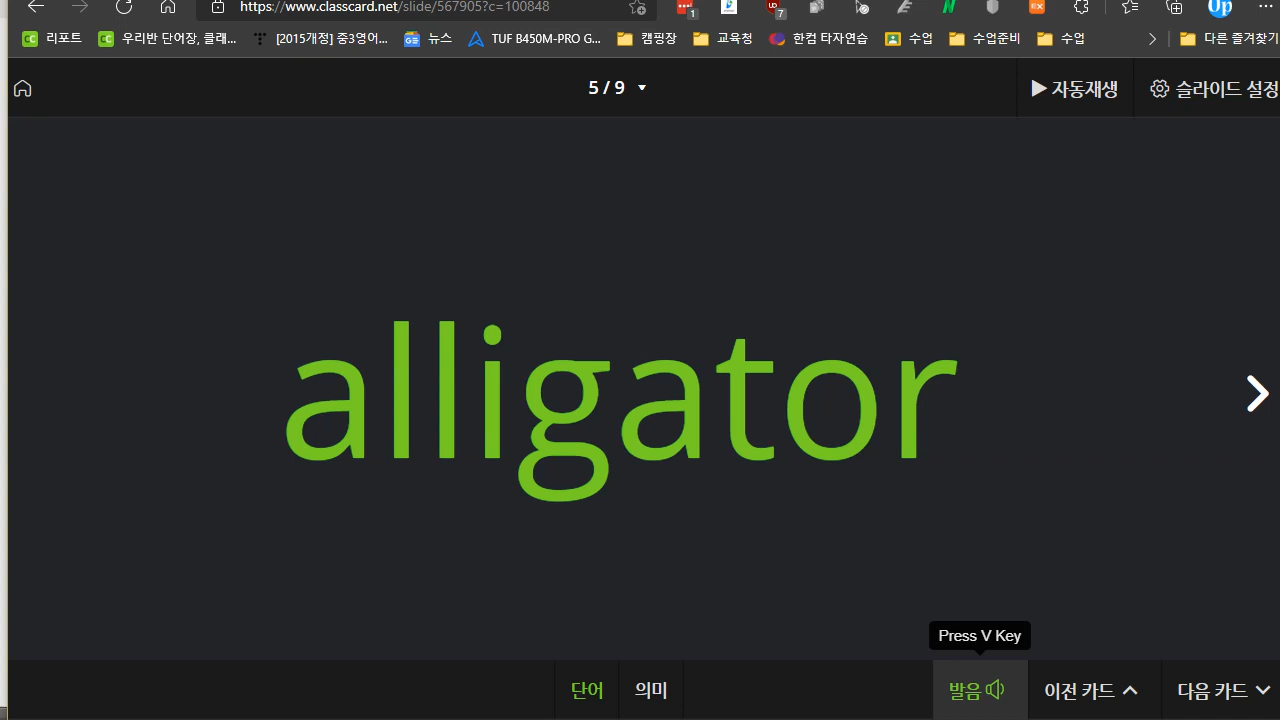 https://www.classcard.net/slide/567905?c=100848
1
7
Up
리포트 우리반 단어장, 클래... [2015개정] 중3영어... 뉴스 TUF B450M-PRO G... 캠핑장 교육청 한컴 타자연습 수업 수업준비 수업 다른 즐겨찾기
5 / 9 자동재생 슬라이드 설정
alligator
Press V Key
단어 의미 발음 이전 카드 다음 카드